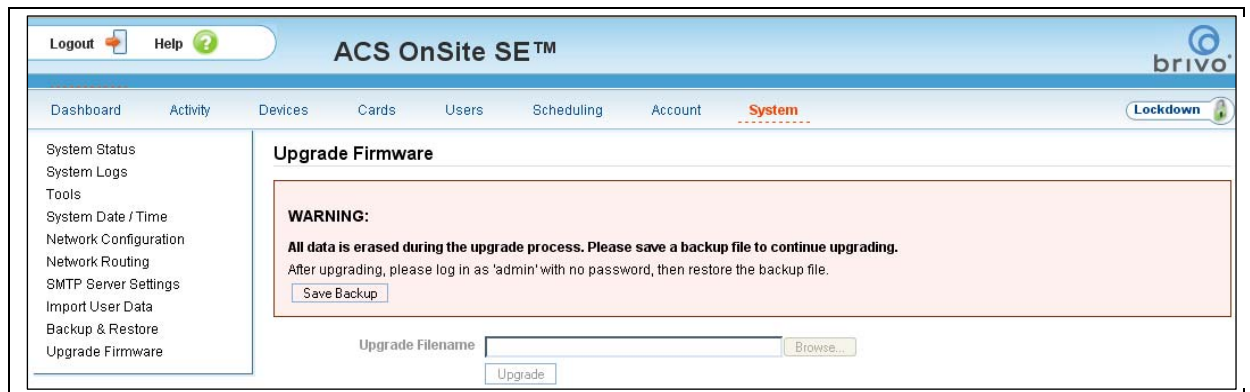 Logout Help ACS OnSite SE™ brivo
Dashboard Activity Devices Cards Users Scheduling Account System Lockdown
System Status
System Logs
Tools
System Date / Time
Network Configuration
Network Routing
SMTP Server Settings
Import User Data
Backup & Restore
Upgrade Firmware
Upgrade Firmware
WARNING:
All data is erased during the upgrade process. Please save a backup file to continue upgrading.
After upgrading, please log in as 'admin' with no password, then restore the backup file.
Save Backup
Upgrade Filename Browse...
Upgrade